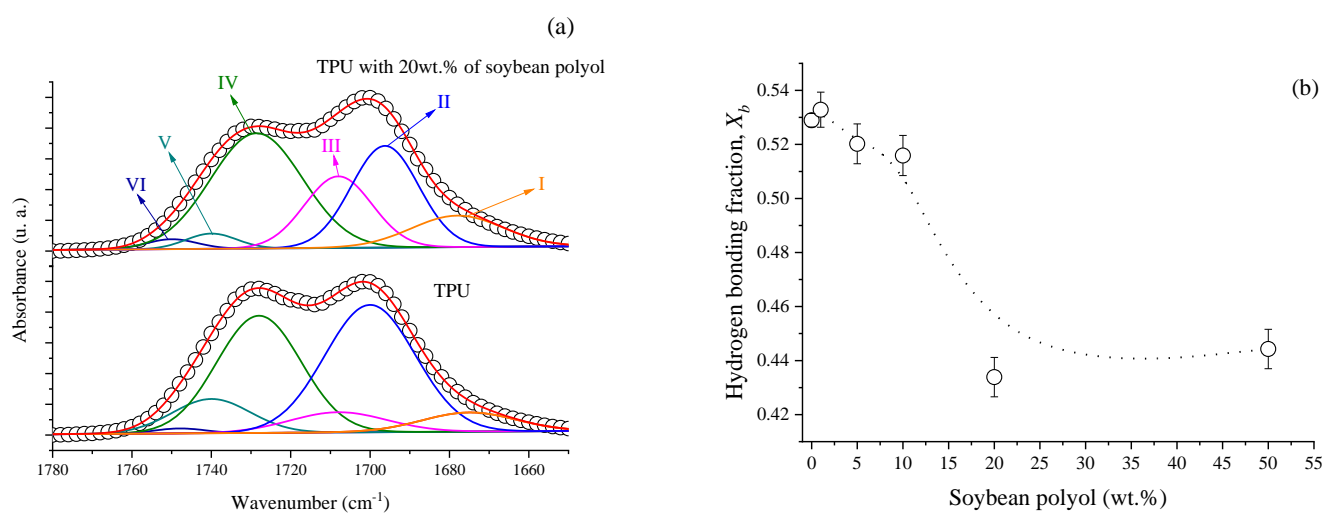 (a)
TPU with 20wt.% of soybean polyol
IV
II
V
III
VI
I
TPU
Absorbance (u. a.)
1780 1760 1740 1720 1700 1680 1660
Wavenumber (cm-1)
(b)
Hydrogen bonding fraction, Xb
0.54
0.52
0.50
0.48
0.46
0.44
0.42
0 5 10 15 20 25 30 35 40 45 50 55
Soybean polyol (wt.%)